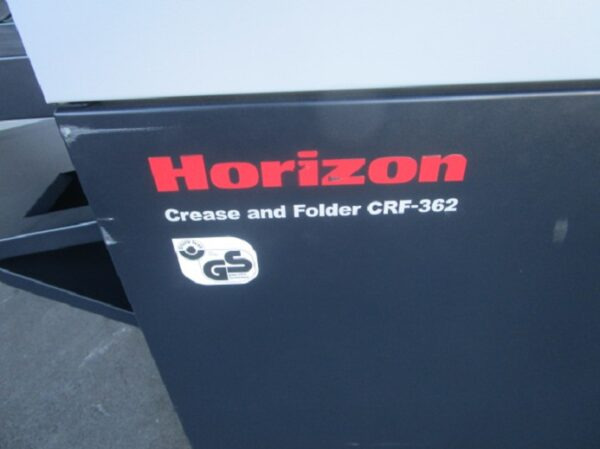 Horizon
Crease and Folder CRF-362
GS